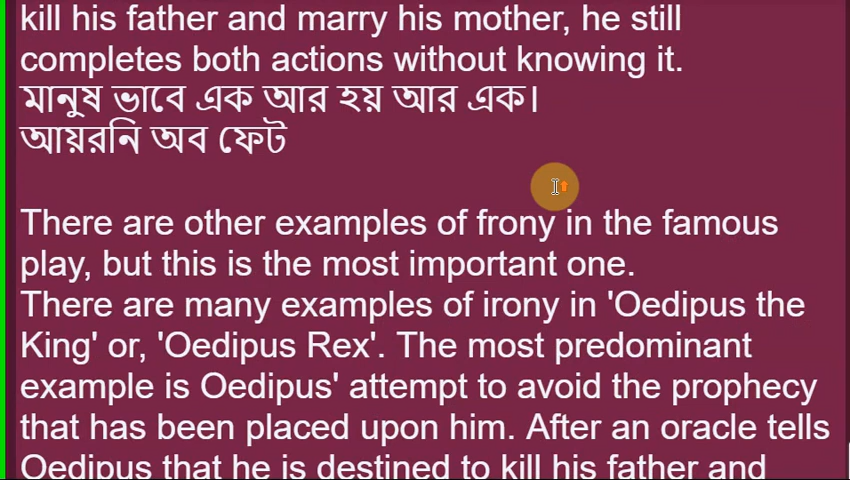 kill his father and marry his mother, he still
completes both actions without knowing it.
মানুষ ভাবে এক আর হয় আর এক।
আয়রনি অব ফেট
There are other examples of frony in the famous
play, but this is the most important one.
There are many examples of irony in 'Oedipus the
King' or, 'Oedipus Rex'. The most predominant
example is Oedipus' attempt to avoid the prophecy
that has been placed upon him. After an oracle tells
Oedipus that he is destined to kill his father and